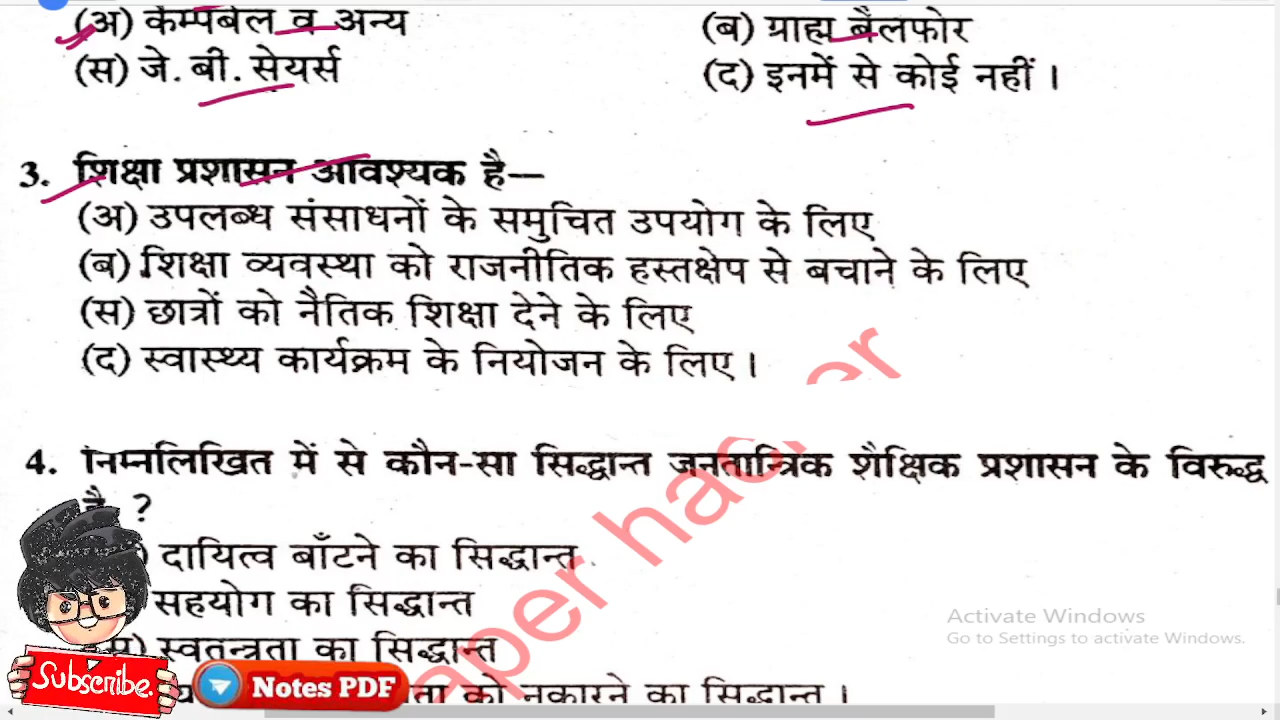 (अ) केम्पबेल व अन्य
(ब) ग्राह्म बैलफोर
(स) जे. बी. सेयर्स
(द) इनमें से कोई नहीं ।
3. शिक्षा प्रशासन आवश्यक है—
(अ) उपलब्ध संसाधनों के समुचित उपयोग के लिए
(ब) शिक्षा व्यवस्था को राजनीतिक हस्तक्षेप से बचाने के लिए
(स) छात्रों को नैतिक शिक्षा देने के लिए
(द) स्वास्थ्य कार्यक्रम के नियोजन के लिए ।
4. निम्नलिखित में से कौन-सा सिद्धान्त जनतान्त्रिक शैक्षिक प्रशासन के विरुद्ध
है ?
दायित्व बाँटने का सिद्धान्त
सहयोग का सिद्धान्त
(स) स्वतन्त्रता का सिद्धान्त
को नकारने का सिद्धान्त ।
aper hacker
Activate Windows
Go to Settings to activate Windows.
Subscribe.
Notes PDF